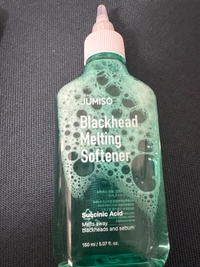 JUMISO
Blackhead
Melting
Softener
Succinic Acid
Melts away
blackheads and sebum
150 ml / 5.07 fl. oz.